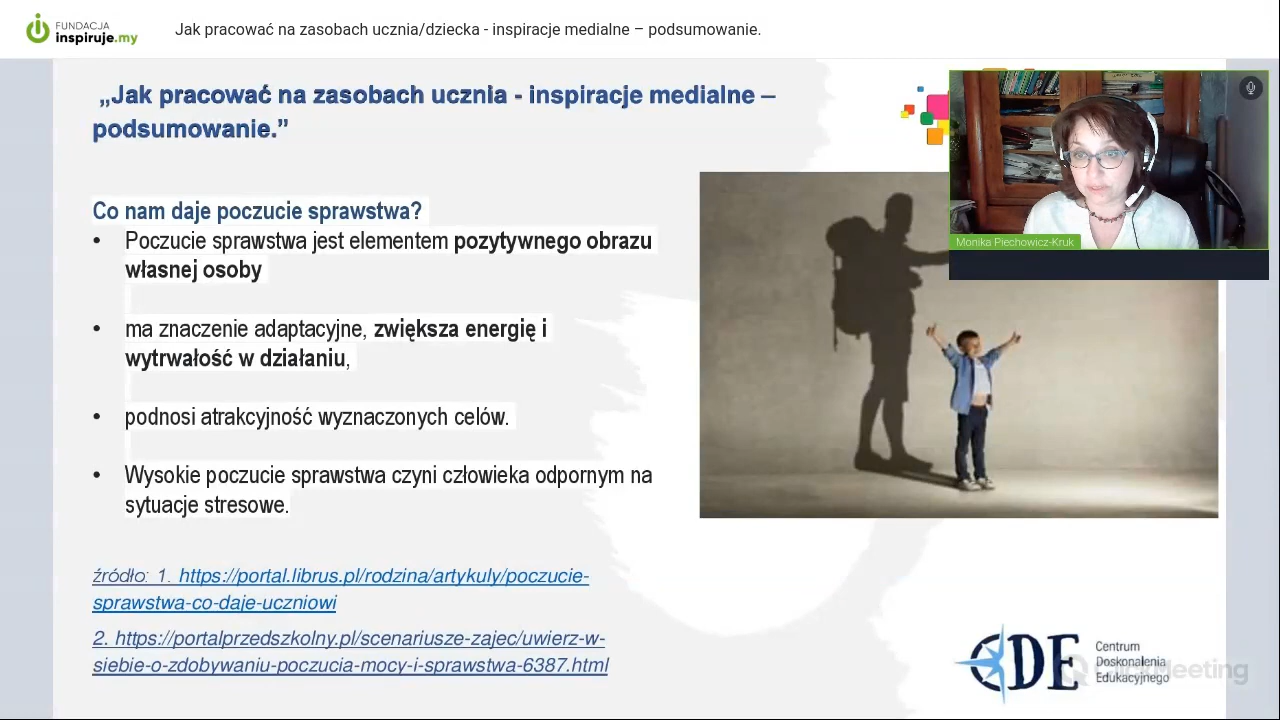 FUNDACJA
inspiruje.my
Jak pracować na zasobach ucznia/dziecka - inspiracje medialne – podsumowanie.
„Jak pracować na zasobach ucznia - inspiracje medialne –
podsumowanie.”
Monika Piechowicz-Kruk
Co nam daje poczucie sprawstwa?
• Poczucie sprawstwa jest elementem pozytywnego obrazu
własnej osoby
• ma znaczenie adaptacyjne, zwiększa energię i
wytrwałość w działaniu,
• podnosi atrakcyjność wyznaczonych celów.
• Wysokie poczucie sprawstwa czyni człowieka odpornym na
sytuacje stresowe.
źródło: 1. https://portal.librus.pl/rodzina/artykuly/poczucie-
sprawstwa-co-daje-uczniowi
2. https://portalprzedszkolny.pl/scenariusze-zajec/uwierz-w-
siebie-o-zdobywaniu-poczucia-mocy-i-sprawstwa-6387.html
CDE
Centrum
Doskonalenia
Edukacyjnego
ClickMeeting